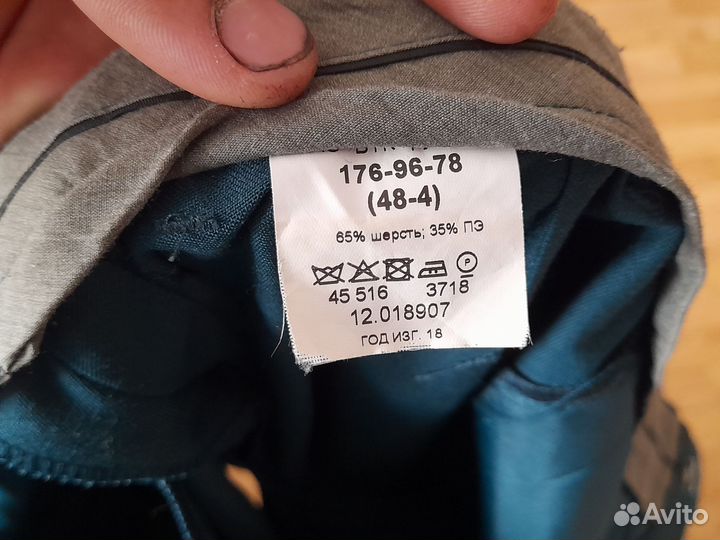 176-96-78
(48-4)
65% шерсть; 35% ПЭ
P
45 516 3718
12.018907
ГОД ИЗГ. 18
Avito